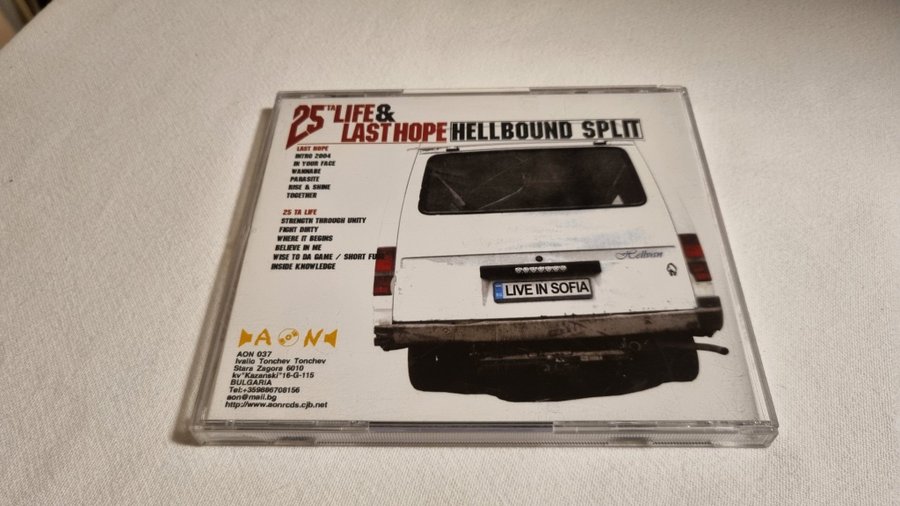 25 TA LIFE &
LAST HOPE HELLBOUND SPLIT
LAST HOPE
INTRO 2004
IN YOUR FACE
WANNABE
PARASITE
RISE & SHINE
TOGETHER
25 TA LIFE
STRENGTH THROUGH UNITY
FIGHT DIRTY
WHERE IT BEGINS
BELIEVE IN ME
WISE TO DA GAME / SHORT FUSE
INSIDE KNOWLEDGE
Hellvisn
LIVE IN SOFIA
AON
AON 037
Ivailo Tonchev Tonchev
Stara Zagora 6010
kv"Kazanski"16-G-115
BULGARIA
Tel:+359886708156
aon@mail.bg
http://www.aonrcds.cjb.net